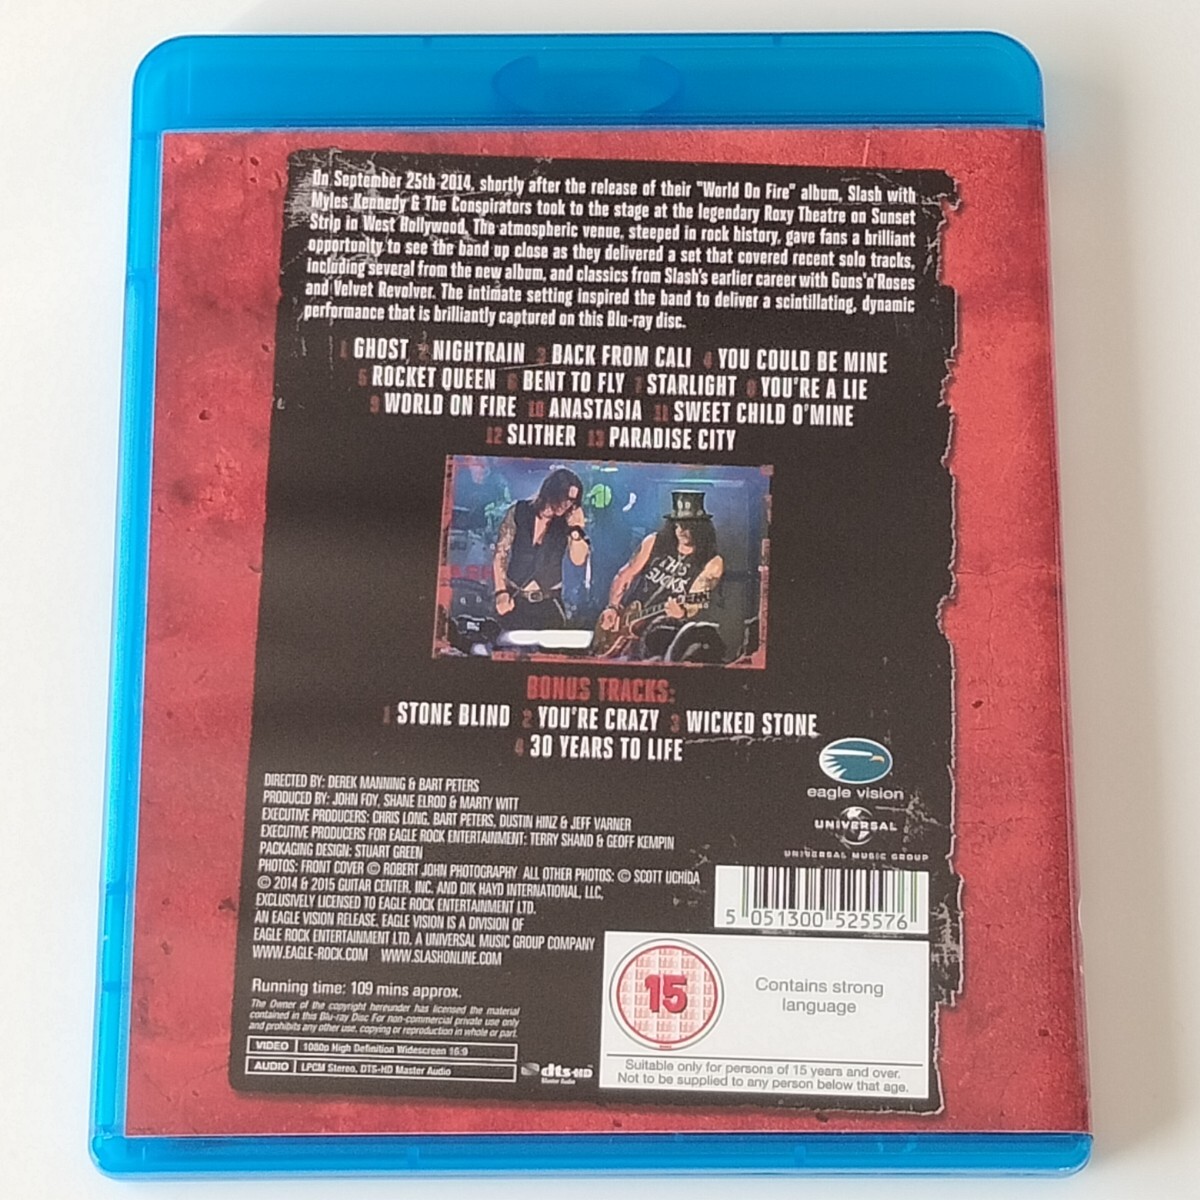 On September 25th 2014, shortly after the release of their "World On Fire" album, Slash with
Myles Kennedy & The Conspirators took to the stage at the legendary Roxy Theatre on Sunset
Strip in West Hollywood. The atmospheric venue, steeped in rock history, gave fans a brilliant
opportunity to see the band up close as they delivered a set that covered recent solo tracks,
including several from the new album, and classics from Slash's earlier career with Guns'n'Roses
and Velvet Revolver. The intimate setting inspired the band to deliver a scintillating, dynamic
performance that is brilliantly captured on this Blu-ray disc.
1 GHOST 2 NIGHTRAIN 3 BACK FROM CALI 4 YOU COULD BE MINE
5 ROCKET QUEEN 6 BENT TO FLY 7 STARLIGHT 8 YOU'RE A LIE
9 WORLD ON FIRE 10 ANASTASIA 11 SWEET CHILD O'MINE
12 SLITHER 13 PARADISE CITY
THIS
SUCKS
BONUS TRACKS:
1 STONE BLIND 2 YOU'RE CRAZY 3 WICKED STONE
4 30 YEARS TO LIFE
DIRECTED BY: DEREK MANNING & BART PETERS
PRODUCED BY: JOHN FOY, SHANE ELROD & MARTY WITT
EXECUTIVE PRODUCERS: CHRIS LONG, BART PETERS, DUSTIN HINZ & JEFF VARNER
EXECUTIVE PRODUCERS FOR EAGLE ROCK ENTERTAINMENT: TERRY SHAND & GEOFF KEMPIN
PACKAGING DESIGN: STUART GREEN
PHOTOS: FRONT COVER © ROBERT JOHN PHOTOGRAPHY ALL OTHER PHOTOS: © SCOTT UCHIDA
© 2014 & 2015 GUITAR CENTER, INC. AND DIK HAYD INTERNATIONAL, LLC,
EXCLUSIVELY LICENSED TO EAGLE ROCK ENTERTAINMENT LTD.
AN EAGLE VISION RELEASE. EAGLE VISION IS A DIVISION OF
EAGLE ROCK ENTERTAINMENT LTD, A UNIVERSAL MUSIC GROUP COMPANY
WWW.EAGLE-ROCK.COM WWW.SLASHONLINE.COM
eagle vision
UNIVERSAL
UNIVERSAL MUSIC GROUP
5 051300 525576
Running time: 109 mins approx.
The Owner of the copyright hereunder has licensed the material
contained in this Blu-ray Disc For non-commercial private use only
and prohibits any other use, copying or reproduction in whole or part.
VIDEO 1080p High Definition Widescreen 16:9
AUDIO LPCM Stereo, DTS-HD Master Audio
dts-HD
Master Audio
15
Contains strong
language
Suitable only for persons of 15 years and over.
Not to be supplied to any person below that age.